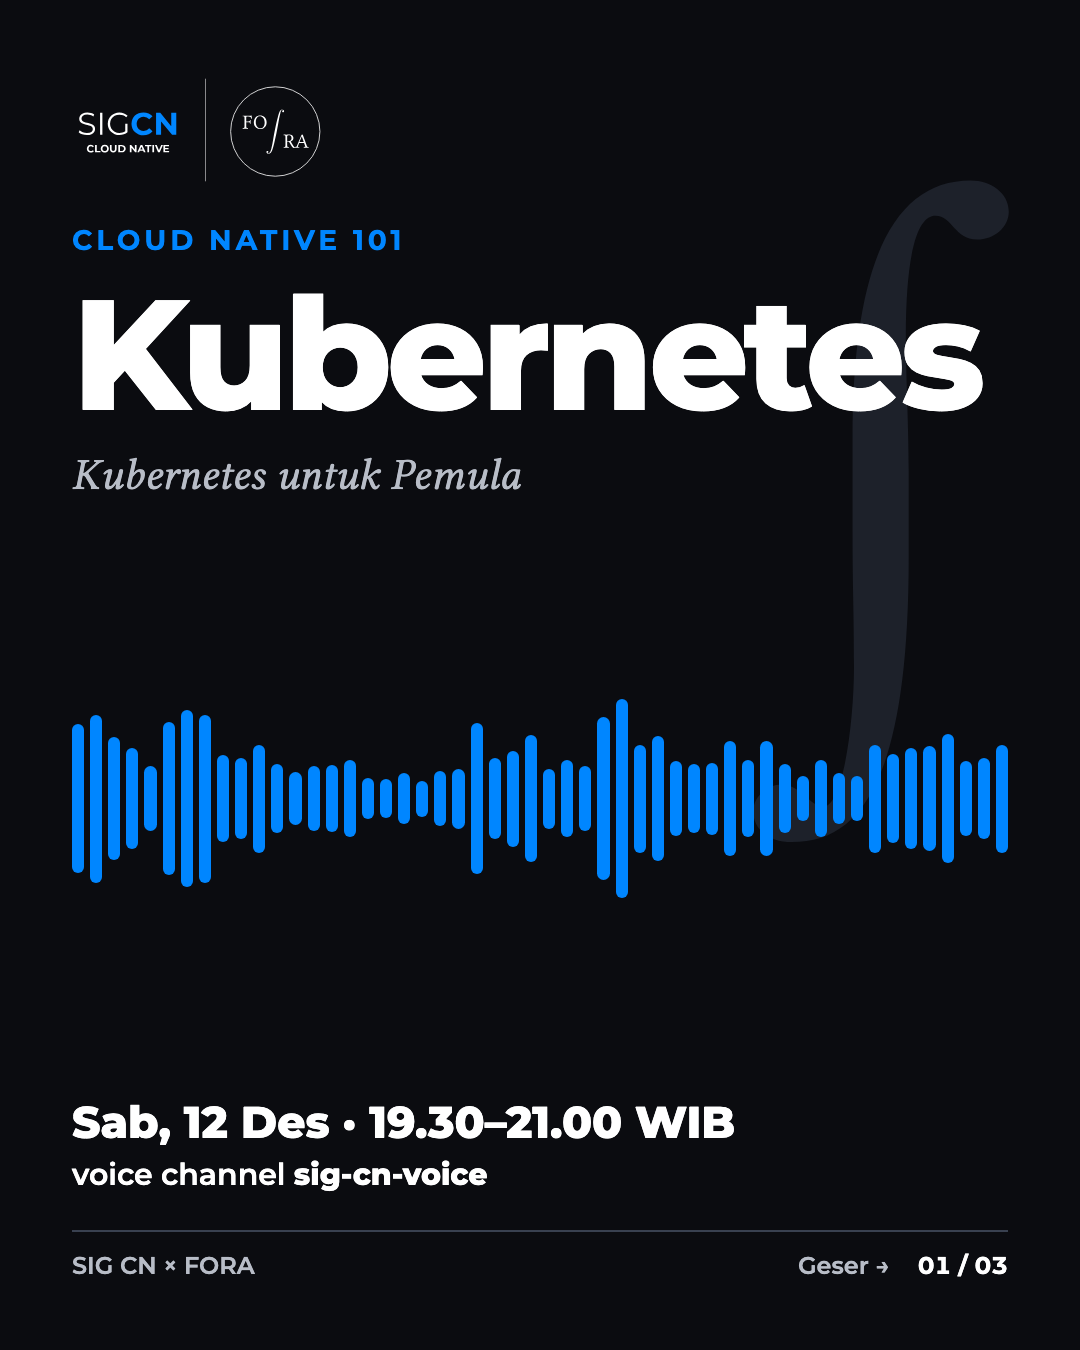 SIGCN
CLOUD NATIVE
FO∫RA
CLOUD NATIVE 101
Kubernetes
Kubernetes untuk Pemula
Sab, 12 Des • 19.30–21.00 WIB
voice channel sig-cn-voice
SIG CN × FORA
Geser → 01 / 03